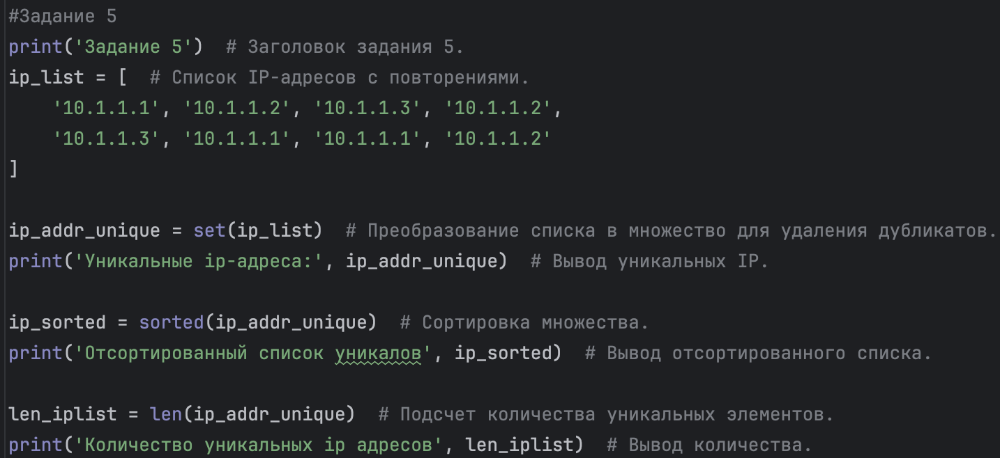 #Задание 5
print('Задание 5')  # Заголовок задания 5.
ip_list = [  # Список IP-адресов с повторениями.
    '10.1.1.1', '10.1.1.2', '10.1.1.3', '10.1.1.2',
    '10.1.1.3', '10.1.1.1', '10.1.1.1', '10.1.1.2'
]
ip_addr_unique = set(ip_list)  # Преобразование списка в множество для удаления дубликатов.
print('Уникальные ip-адреса:', ip_addr_unique)  # Вывод уникальных IP.
ip_sorted = sorted(ip_addr_unique)  # Сортировка множества.
print('Отсортированный список уникалов', ip_sorted)  # Вывод отсортированного списка.
len_iplist = len(ip_addr_unique)  # Подсчет количества уникальных элементов.
print('Количество уникальных ip адресов', len_iplist)  # Вывод количества.